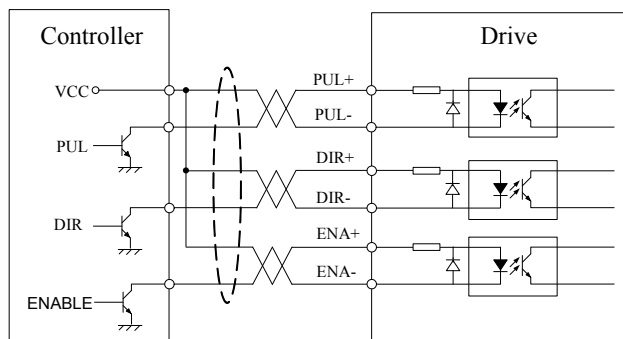 Controller
Drive
VCC
PUL+
PUL-
PUL
DIR+
DIR-
DIR
ENA+
ENA-
ENABLE